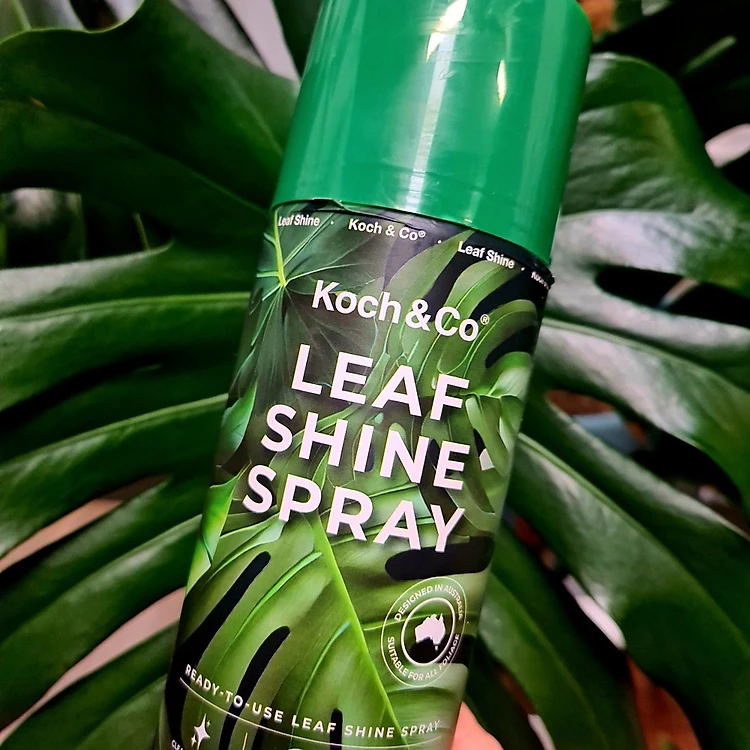 Leaf Shine · Koch & Co® · Leaf Shine ·
Koch&Co®
LEAF
SHINE
SPRAY
DESIGNED IN AUSTRALIA
SUITABLE FOR ALL FOLIAGE
READY-TO-USE LEAF SHINE SPRAY